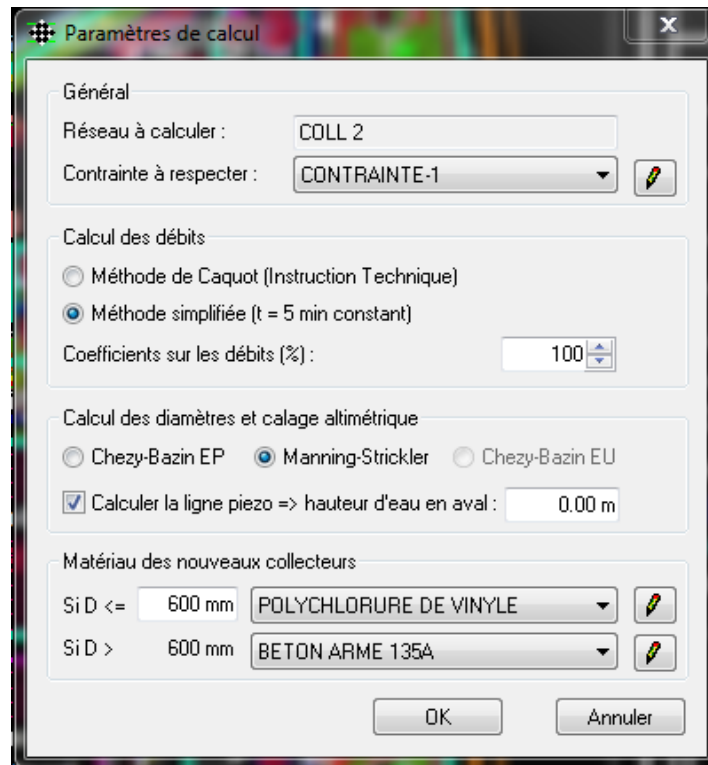 Paramètres de calcul
Général
Réseau à calculer : COLL 2
Contrainte à respecter : CONTRAINTE-1
Calcul des débits
Méthode de Caquot (Instruction Technique)
Méthode simplifiée (t = 5 min constant)
Coefficients sur les débits (%) : 100
Calcul des diamètres et calage altimétrique
Chezy-Bazin EP Manning-Strickler Chezy-Bazin EU
Calculer la ligne piezo => hauteur d'eau en aval : 0.00 m
Matériau des nouveaux collecteurs
Si D <= 600 mm POLYCHLORURE DE VINYLE
Si D > 600 mm BETON ARME 135A
OK Annuler